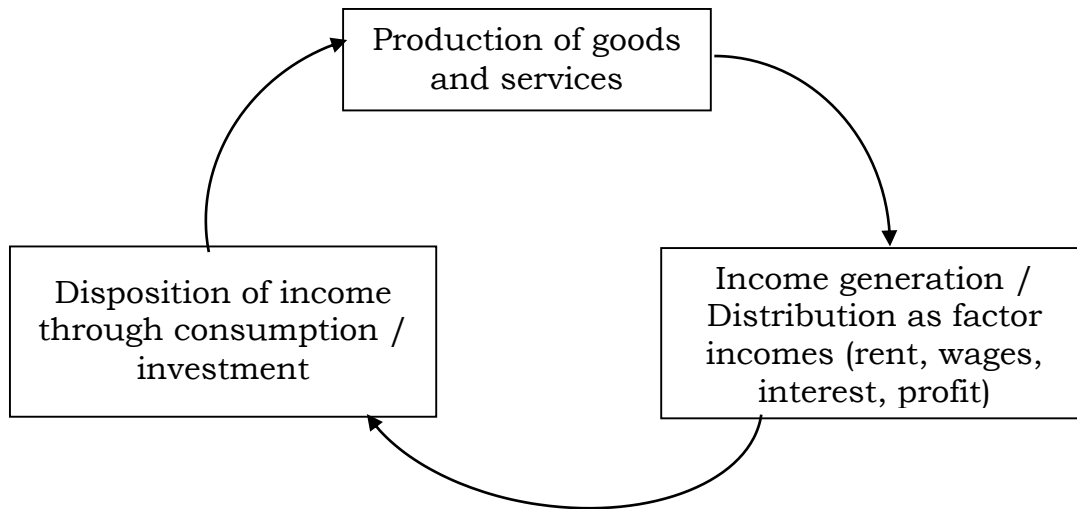 Production of goods
and services
Income generation /
Distribution as factor
incomes (rent, wages,
interest, profit)
Disposition of income
through consumption /
investment